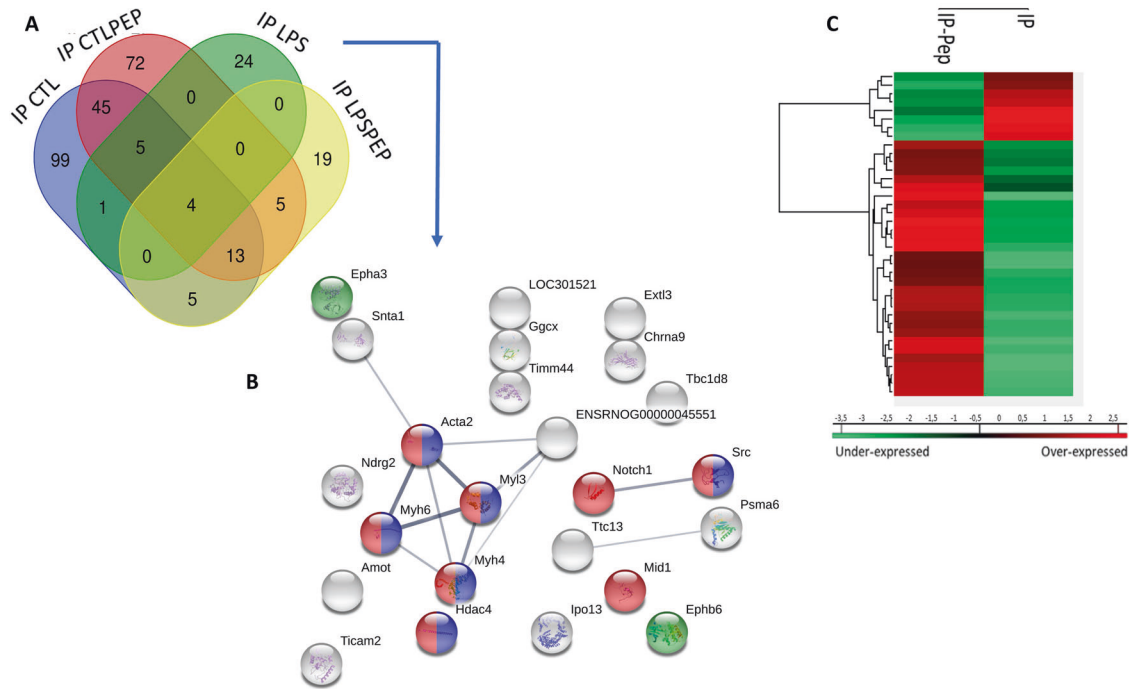 A
IP CTL
IP CTLPEP
IP LPS
IP LPSPEP
72
24
45
0
0
99
5
0
19
1
4
5
0
13
5
B
Epha3
Snta1
LOC301521
Ggcx
Timm44
Extl3
Chrna9
Tbc1d8
ENSRNOG00000045551
Acta2
Ndrg2
Myl3
Notch1
Src
Myh6
Psma6
Ttc13
Amot
Myh4
Mid1
Hdac4
Ipo13
Ephb6
Ticam2
C
IP-Pep
IP
-3,5 -3 -2,5 -2 -1,5 -1 -0,5 0 0,5 1 1,5 2 2,5
Under-expressed Over-expressed